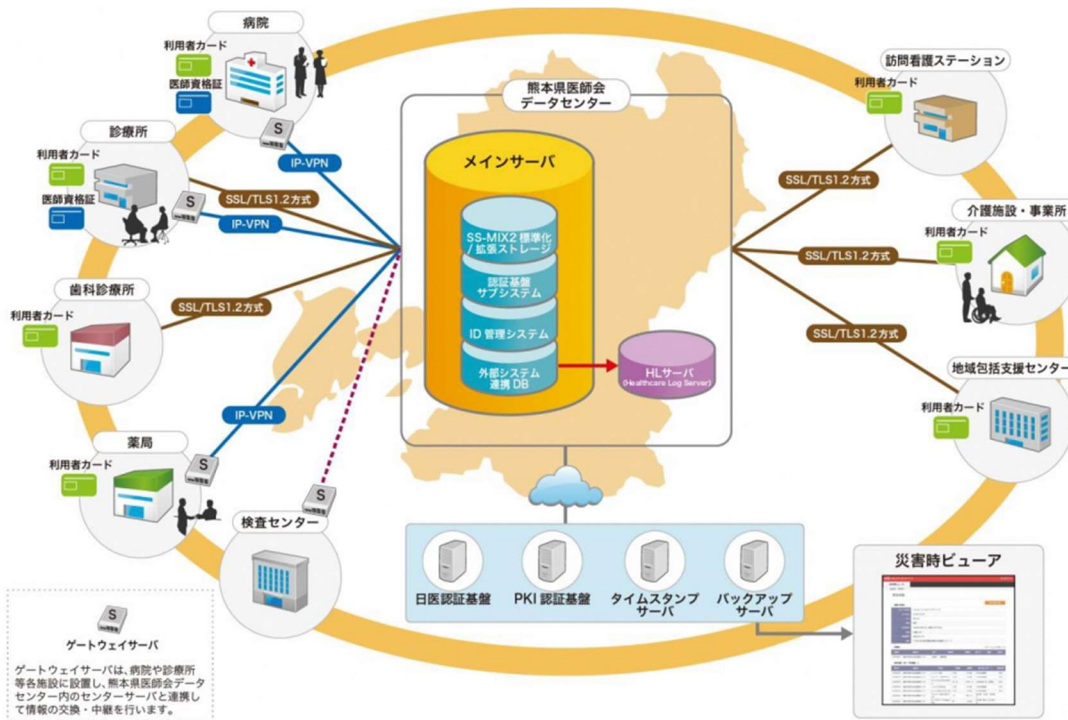 病院
利用者カード
医師資格証
S
IP-VPN
診療所
利用者カード
医師資格証
S
SSL/TLS1.2方式
IP-VPN
歯科診療所
利用者カード
SSL/TLS1.2方式
薬局
利用者カード
S
IP-VPN
検査センター
S
熊本県医師会
データセンター
メインサーバ
SS-MIX2標準化
/ 拡張ストレージ
認証基盤
サブシステム
ID 管理システム
外部システム
連携 DB
HLサーバ
(Healthcare Log Server)
訪問看護ステーション
利用者カード
SSL/TLS1.2方式
介護施設・事業所
利用者カード
SSL/TLS1.2方式
地域包括支援センター
利用者カード
SSL/TLS1.2方式
日医認証基盤
PKI 認証基盤
タイムスタンプ
サーバ
バックアップ
サーバ
災害時ビューア
S
ゲートウェイサーバ
ゲートウェイサーバは、病院や診療所
等各施設に設置し、熊本県医師会データ
センター内のセンターサーバと連携し
て情報の交換・中継を行います。